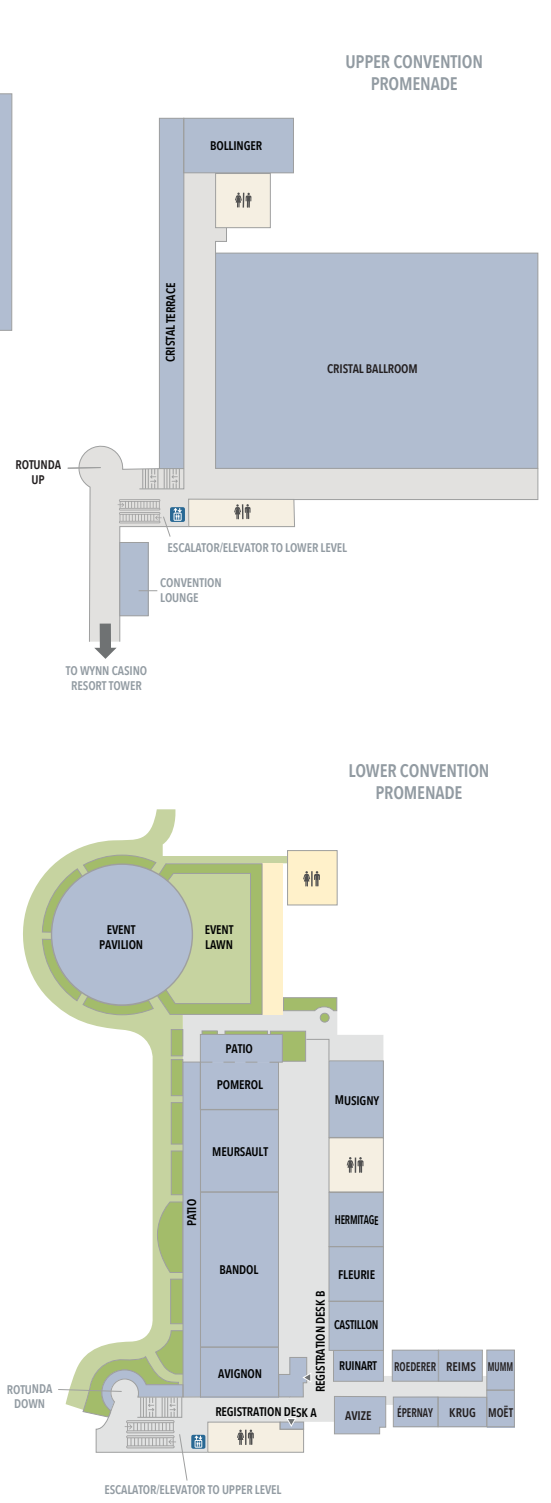 UPPER CONVENTION
PROMENADE
BOLLINGER
CRISTAL TERRACE
CRISTAL BALLROOM
ROTUNDA
UP
ESCALATOR/ELEVATOR TO LOWER LEVEL
CONVENTION
LOUNGE
TO WYNN CASINO
RESORT TOWER
LOWER CONVENTION
PROMENADE
EVENT
PAVILION
EVENT
LAWN
PATIO
POMEROL
MUSIGNY
MEURSAULT
PATIO
HERMITAGE
BANDOL
FLEURIE
REGISTRATION DESK B
CASTILLON
AVIGNON
RUINART
ROEDERER
REIMS
MUMM
ROTUNDA
DOWN
REGISTRATION DESK A
AVIZE
ÉPERNAY
KRUG
MOËT
ESCALATOR/ELEVATOR TO UPPER LEVEL